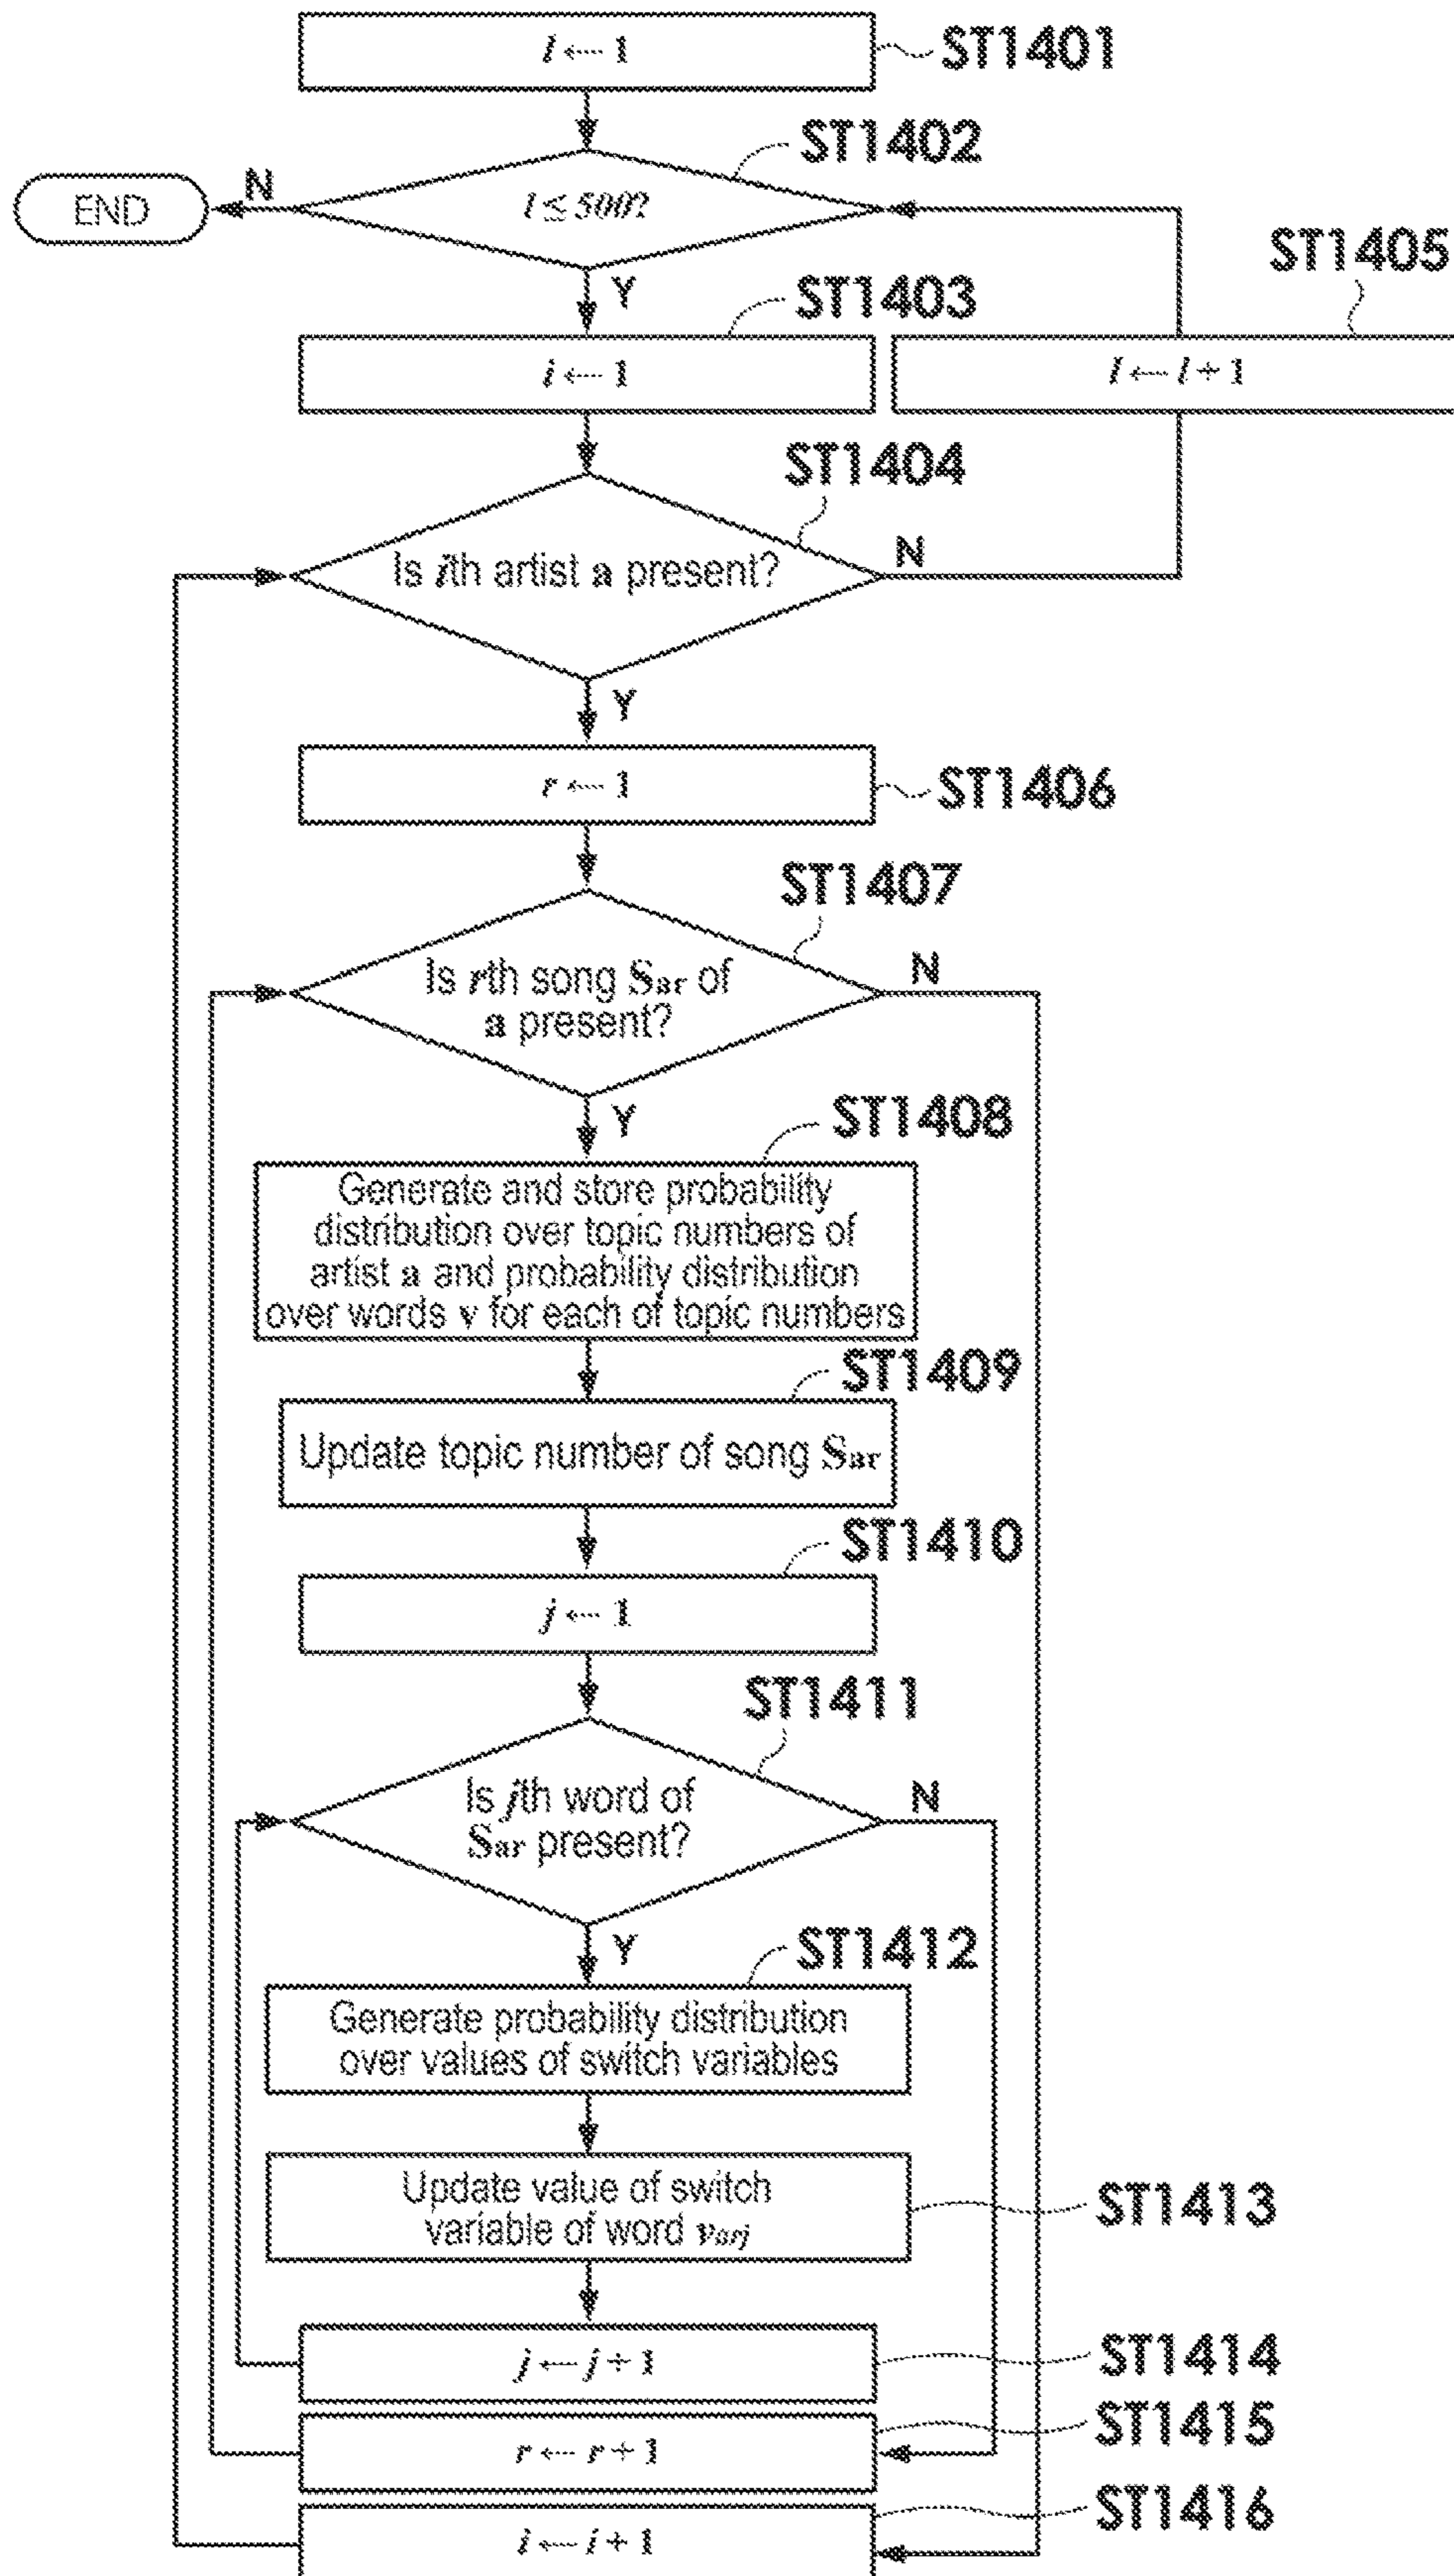 l ← 1
ST1401
ST1402
N
END
l ≤ 500?
ST1405
Y
ST1403
i ← 1
l ← l + 1
ST1404
N
Is ith artist a present?
Y
r ← 1
ST1406
ST1407
N
Is rth song Sar of
a present?
Y
ST1408
Generate and store probability
distribution over topic numbers of
artist a and probability distribution
over words v for each of topic numbers
ST1409
Update topic number of song Sar
ST1410
j ← 1
ST1411
N
Is jth word of
Sar present?
Y
ST1412
Generate probability distribution
over values of switch variables
Update value of switch
variable of word varj
ST1413
j ← j + 1
ST1414
r ← r + 1
ST1415
i ← i + 1
ST1416